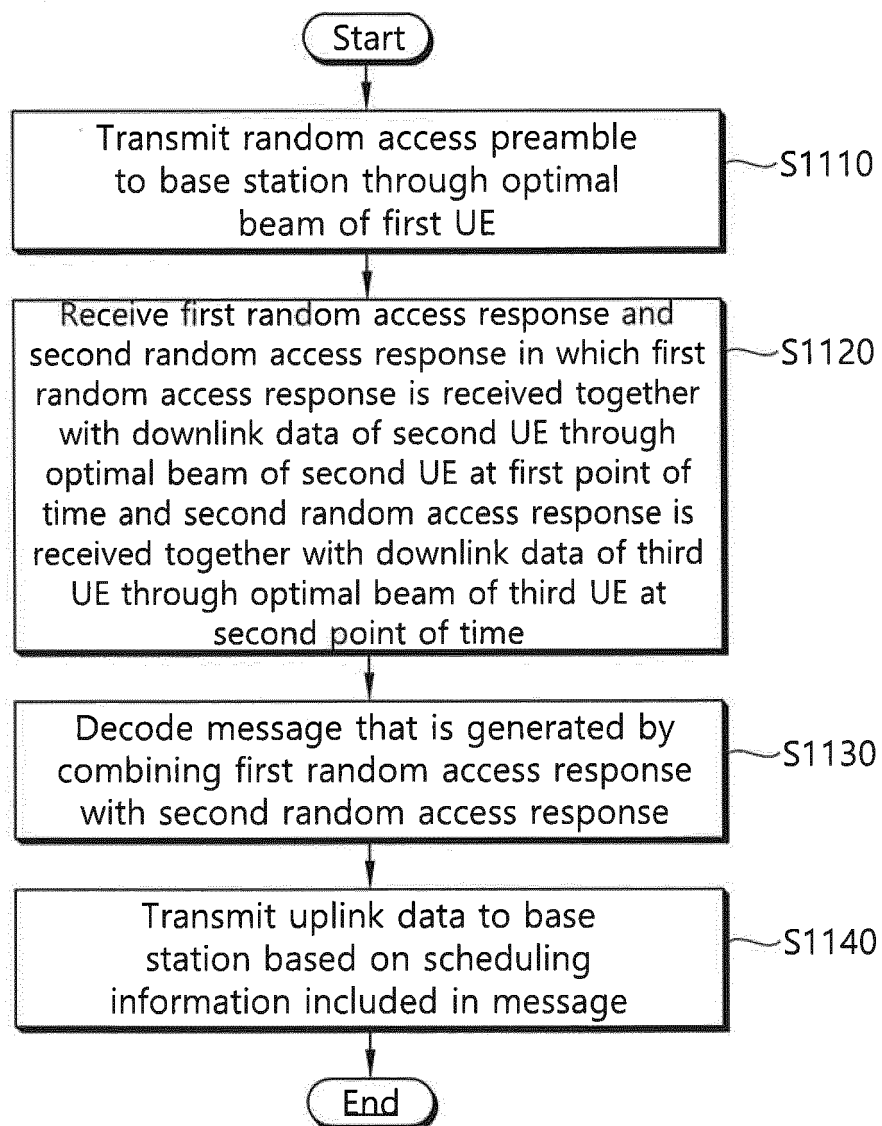 Start
Transmit random access preamble
to base station through optimal
beam of first UE
S1110
Receive first random access response and
second random access response in which first
random access response is received together
with downlink data of second UE through
optimal beam of second UE at first point of
time and second random access response is
received together with downlink data of third
UE through optimal beam of third UE at
second point of time
S1120
Decode message that is generated by
combining first random access response
with second random access response
S1130
Transmit uplink data to base
station based on scheduling
information included in message
S1140
End